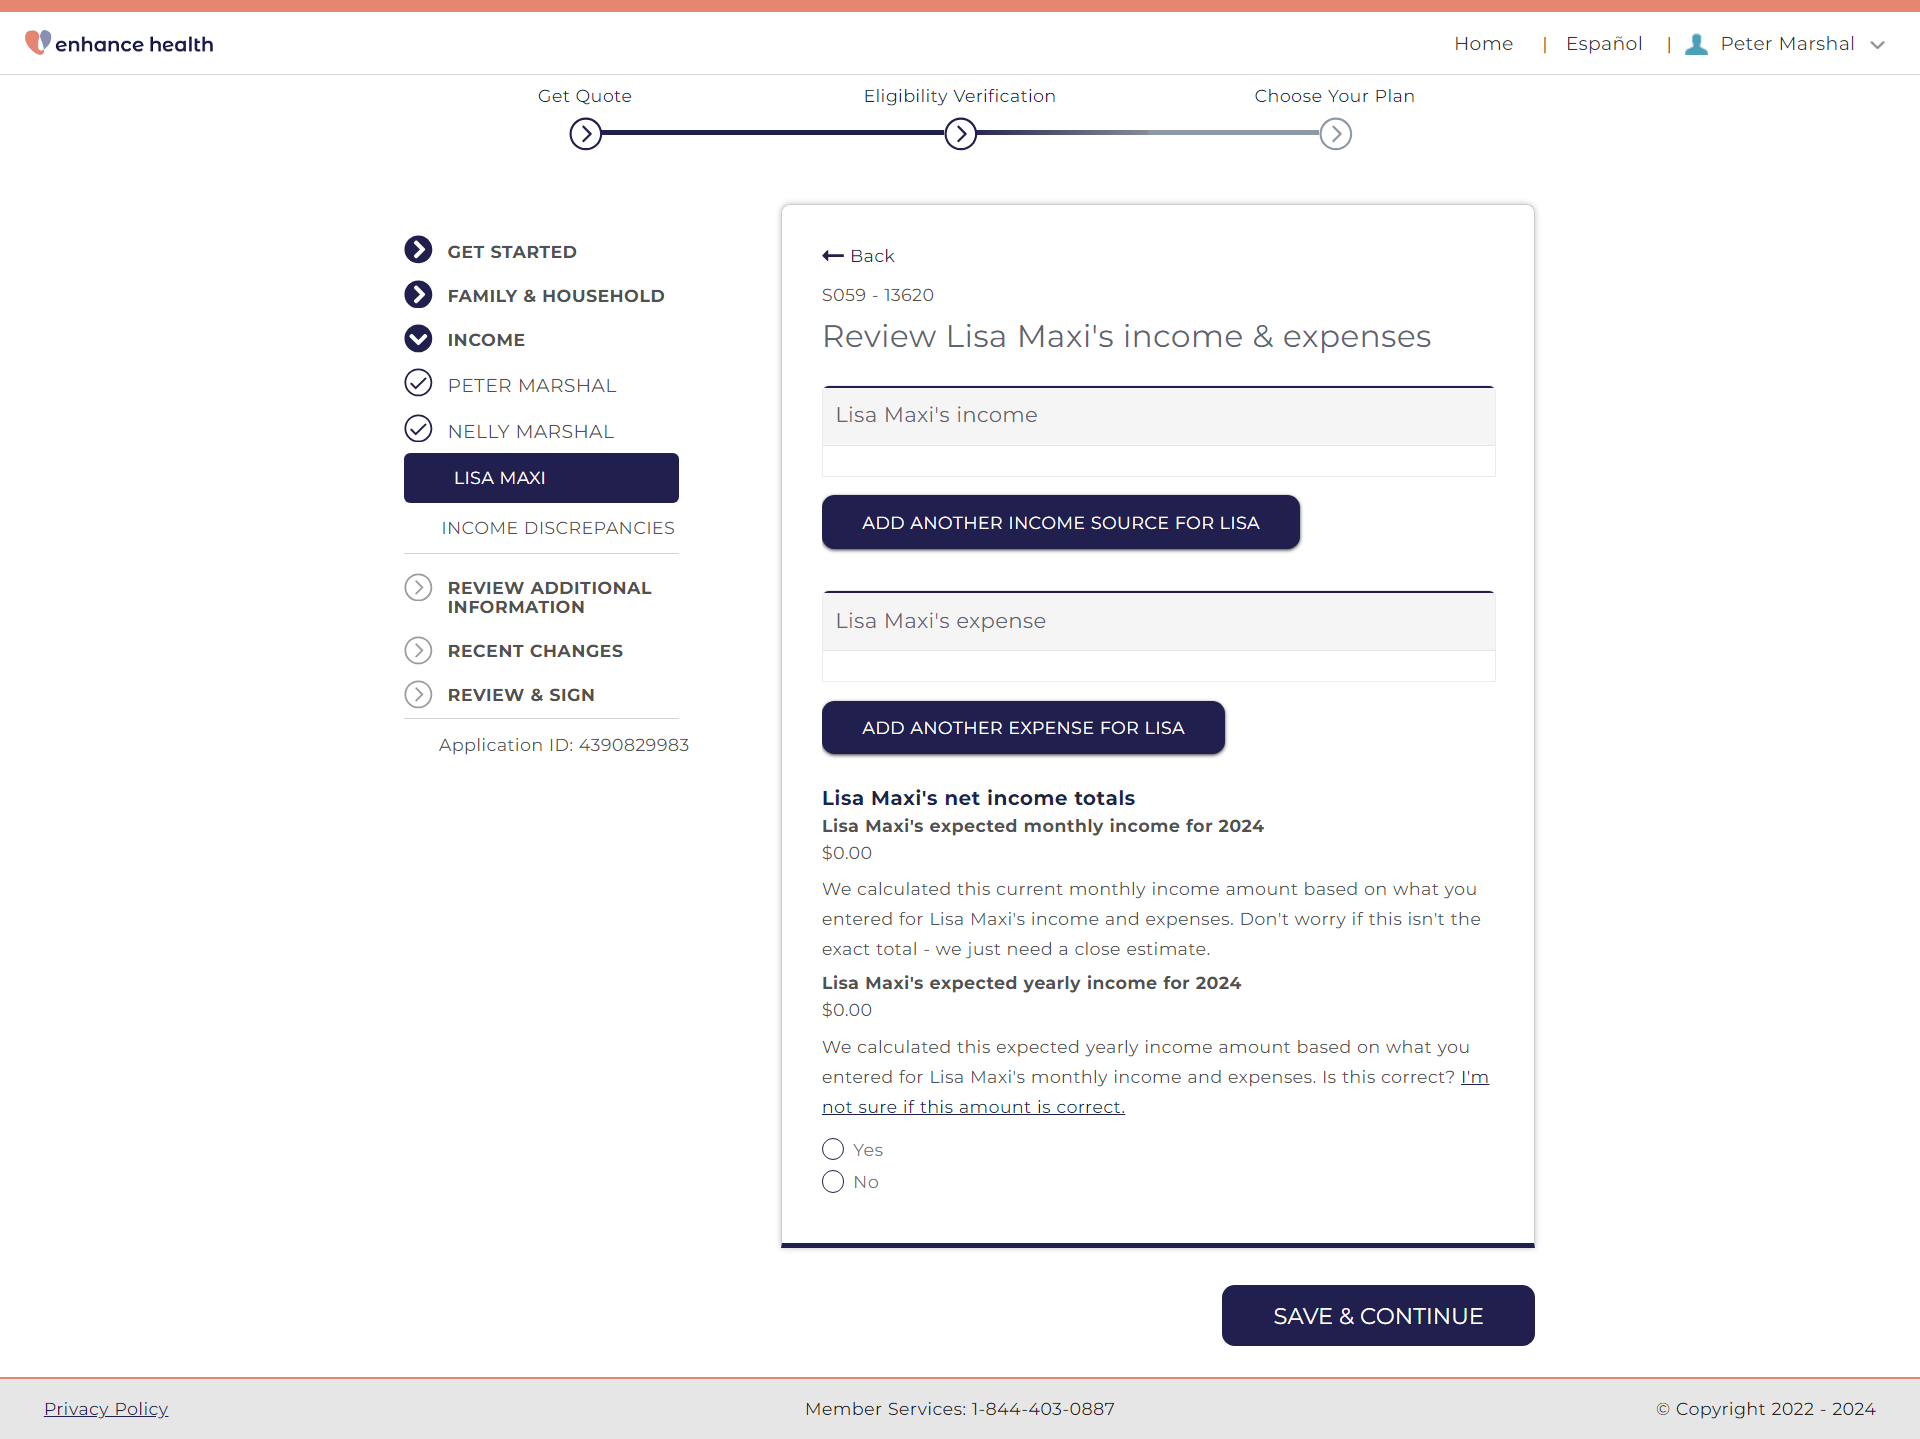 enhance health
Home | Español | Peter Marshal
Get Quote
Eligibility Verification
Choose Your Plan
GET STARTED
FAMILY & HOUSEHOLD
INCOME
PETER MARSHAL
NELLY MARSHAL
LISA MAXI
INCOME DISCREPANCIES
REVIEW ADDITIONAL
INFORMATION
RECENT CHANGES
REVIEW & SIGN
Application ID: 4390829983
Back
S059 - 13620
Review Lisa Maxi's income & expenses
Lisa Maxi's income
ADD ANOTHER INCOME SOURCE FOR LISA
Lisa Maxi's expense
ADD ANOTHER EXPENSE FOR LISA
Lisa Maxi's net income totals
Lisa Maxi's expected monthly income for 2024
$0.00
We calculated this current monthly income amount based on what you
entered for Lisa Maxi's income and expenses. Don't worry if this isn't the
exact total - we just need a close estimate.
Lisa Maxi's expected yearly income for 2024
$0.00
We calculated this expected yearly income amount based on what you
entered for Lisa Maxi's monthly income and expenses. Is this correct? I'm
not sure if this amount is correct.
Yes
No
SAVE & CONTINUE
Privacy Policy
Member Services: 1-844-403-0887
© Copyright 2022 - 2024